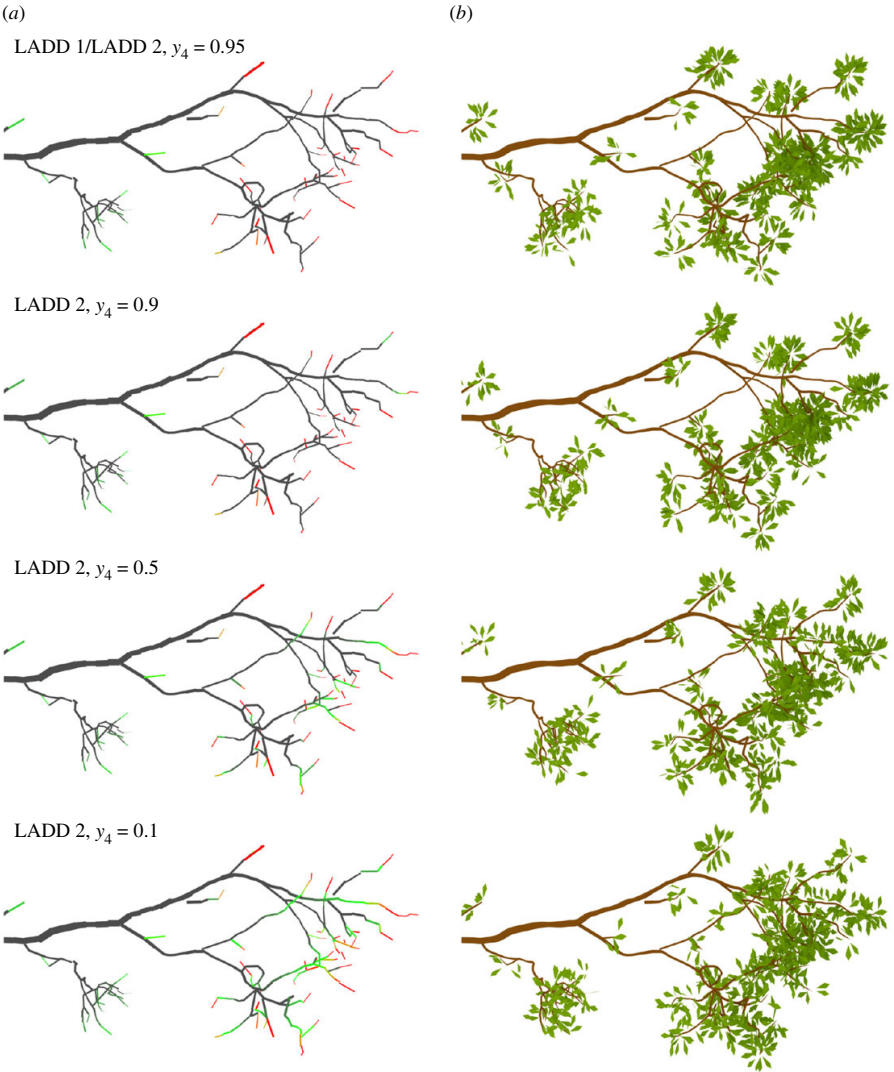 (a)
(b)
LADD 1/LADD 2, y₄ = 0.95
LADD 2, y₄ = 0.9
LADD 2, y₄ = 0.5
LADD 2, y₄ = 0.1